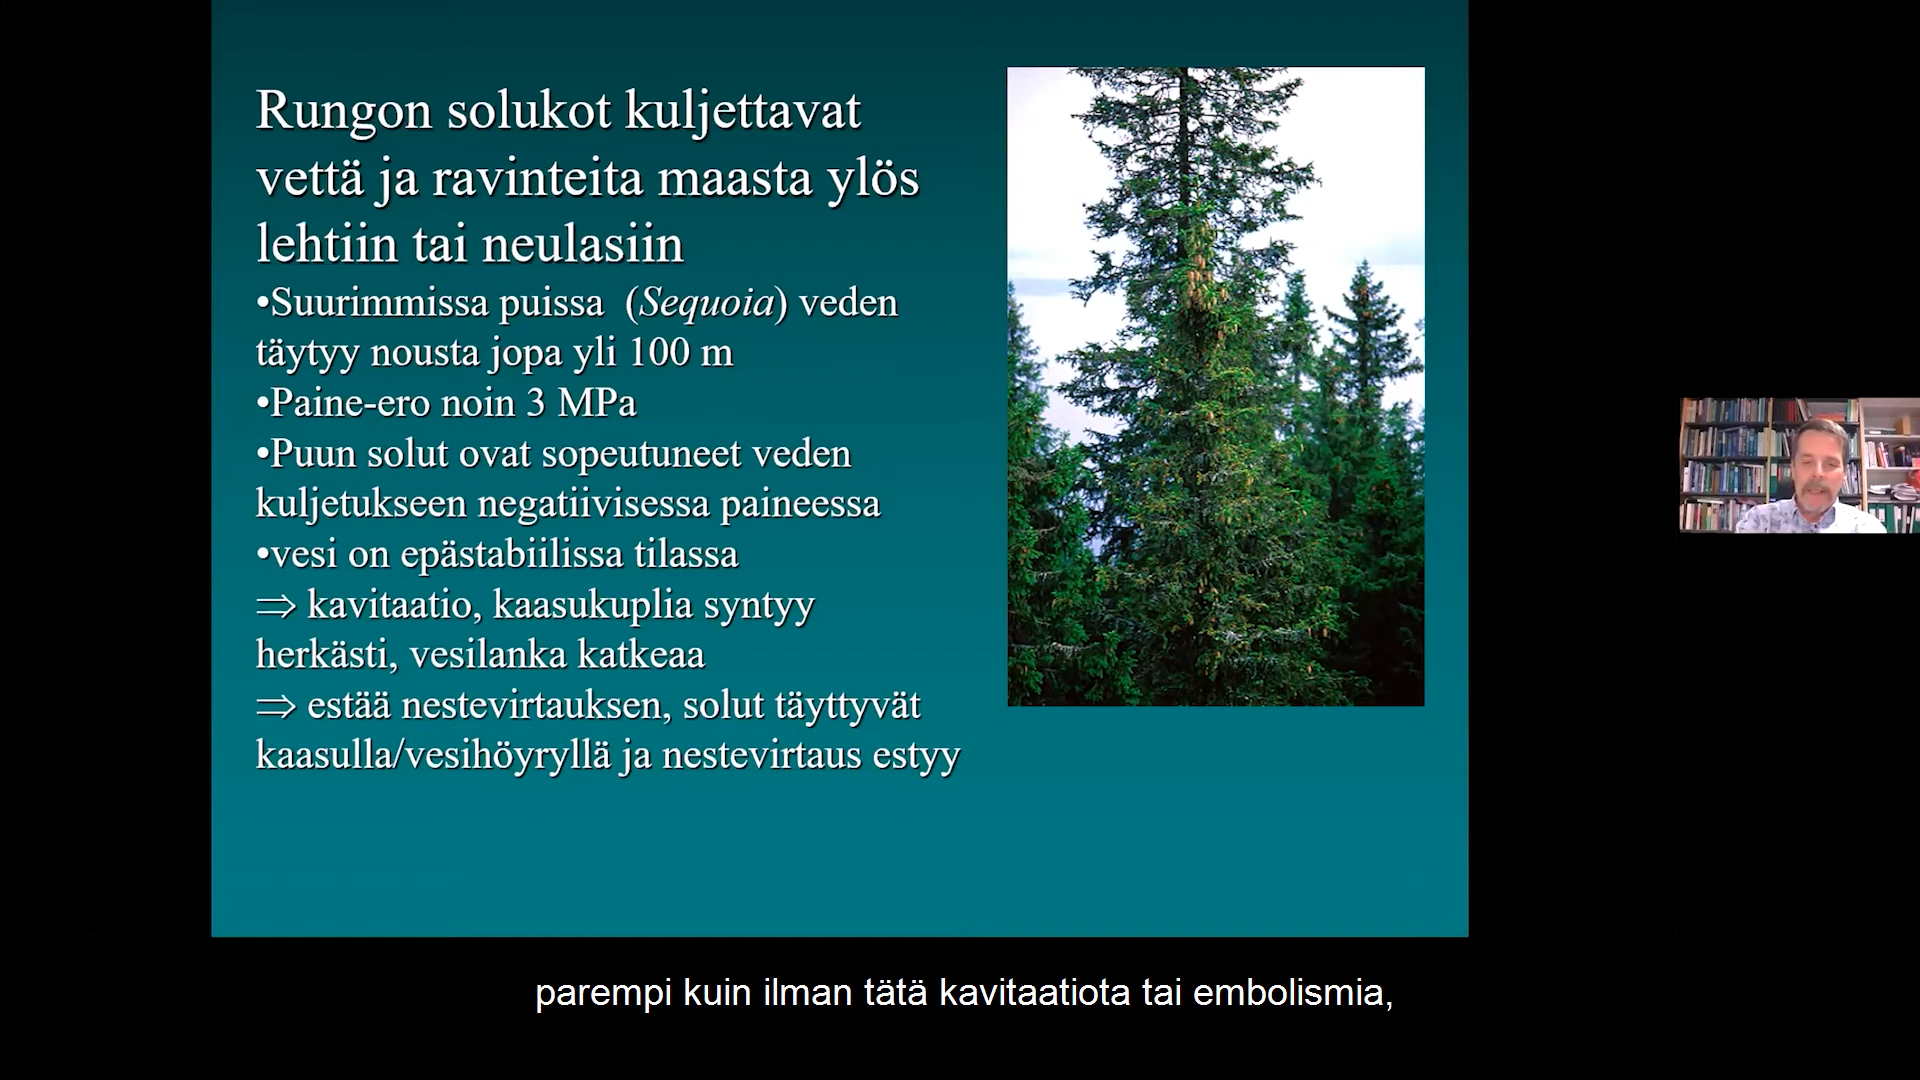 Rungon solukot kuljettavat
vettä ja ravinteita maasta ylös
lehtiin tai neulasiin
•Suurimmissa puissa (Sequoia) veden
täytyy nousta jopa yli 100 m
•Paine-ero noin 3 MPa
•Puun solut ovat sopeutuneet veden
kuljetukseen negatiivisessa paineessa
•vesi on epästabiilissa tilassa
⇒ kavitaatio, kaasukuplia syntyy
herkästi, vesilanka katkeaa
⇒ estää nestevirtauksen, solut täyttyvät
kaasulla/vesihöyryllä ja nestevirtaus estyy
parempi kuin ilman tätä kavitaatiota tai embolismia,